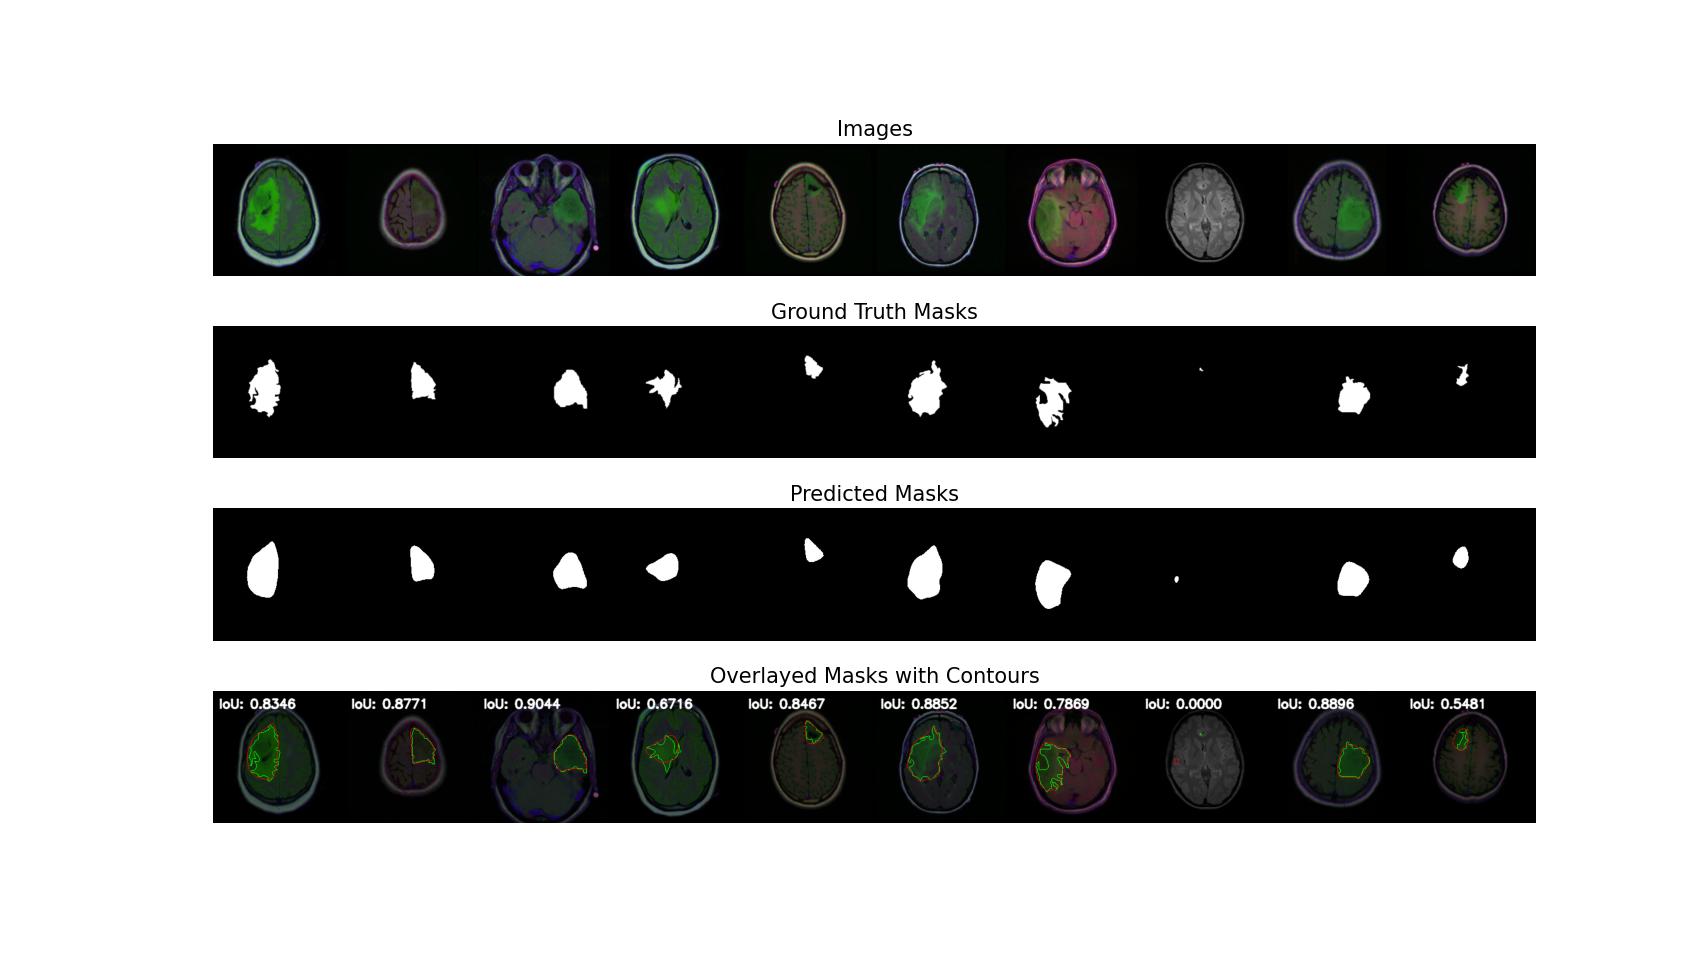 Images
Ground Truth Masks
Predicted Masks
Overlayed Masks with Contours
IoU: 0.8346 IoU: 0.8771 IoU: 0.9044 IoU: 0.6716 IoU: 0.8467 IoU: 0.8852 IoU: 0.7869 IoU: 0.0000 IoU: 0.8896 IoU: 0.5481